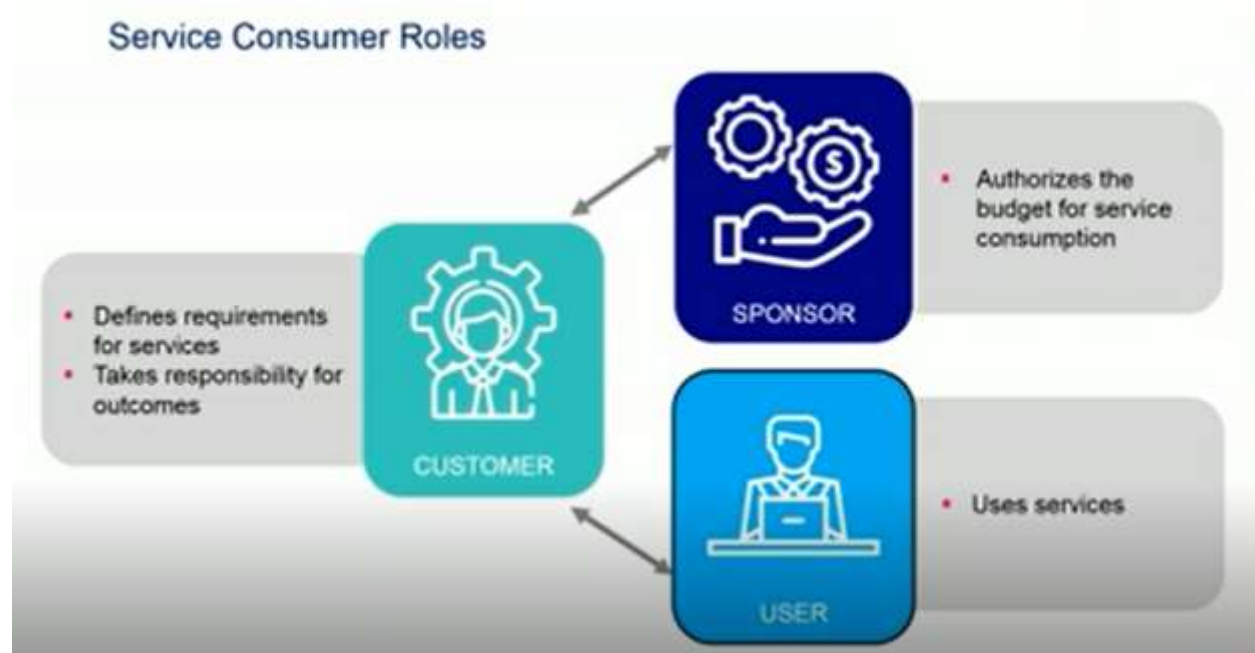 Service Consumer Roles
• Defines requirements
for services
• Takes responsibility for
outcomes
CUSTOMER
S
SPONSOR
• Authorizes the
budget for service
consumption
USER
• Uses services